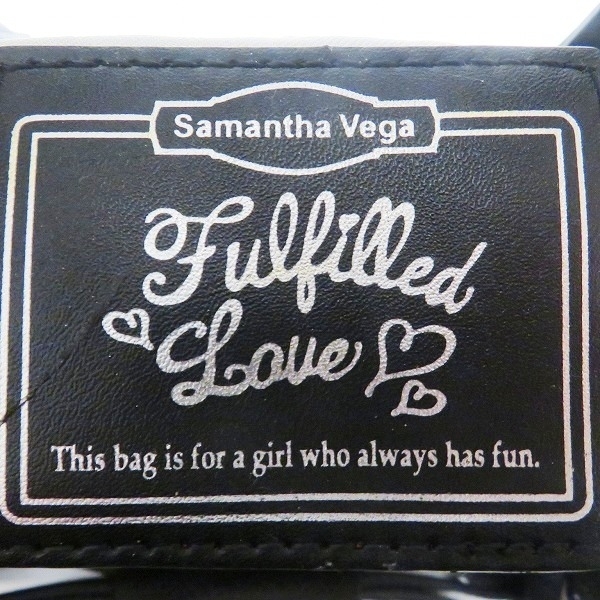 Samantha Vega
Fulfilled
Love
This bag is for a girl who always has fun.